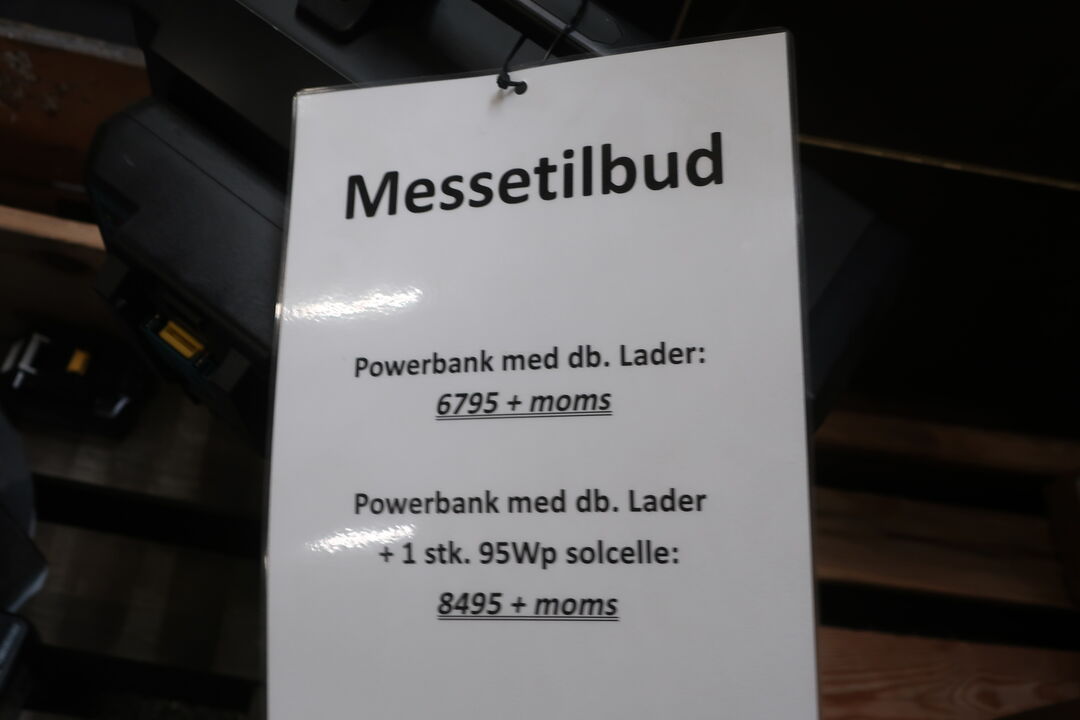 Messetilbud
Powerbank med db. Lader:
6795 + moms
Powerbank med db. Lader
+ 1 stk. 95Wp solcelle:
8495 + moms